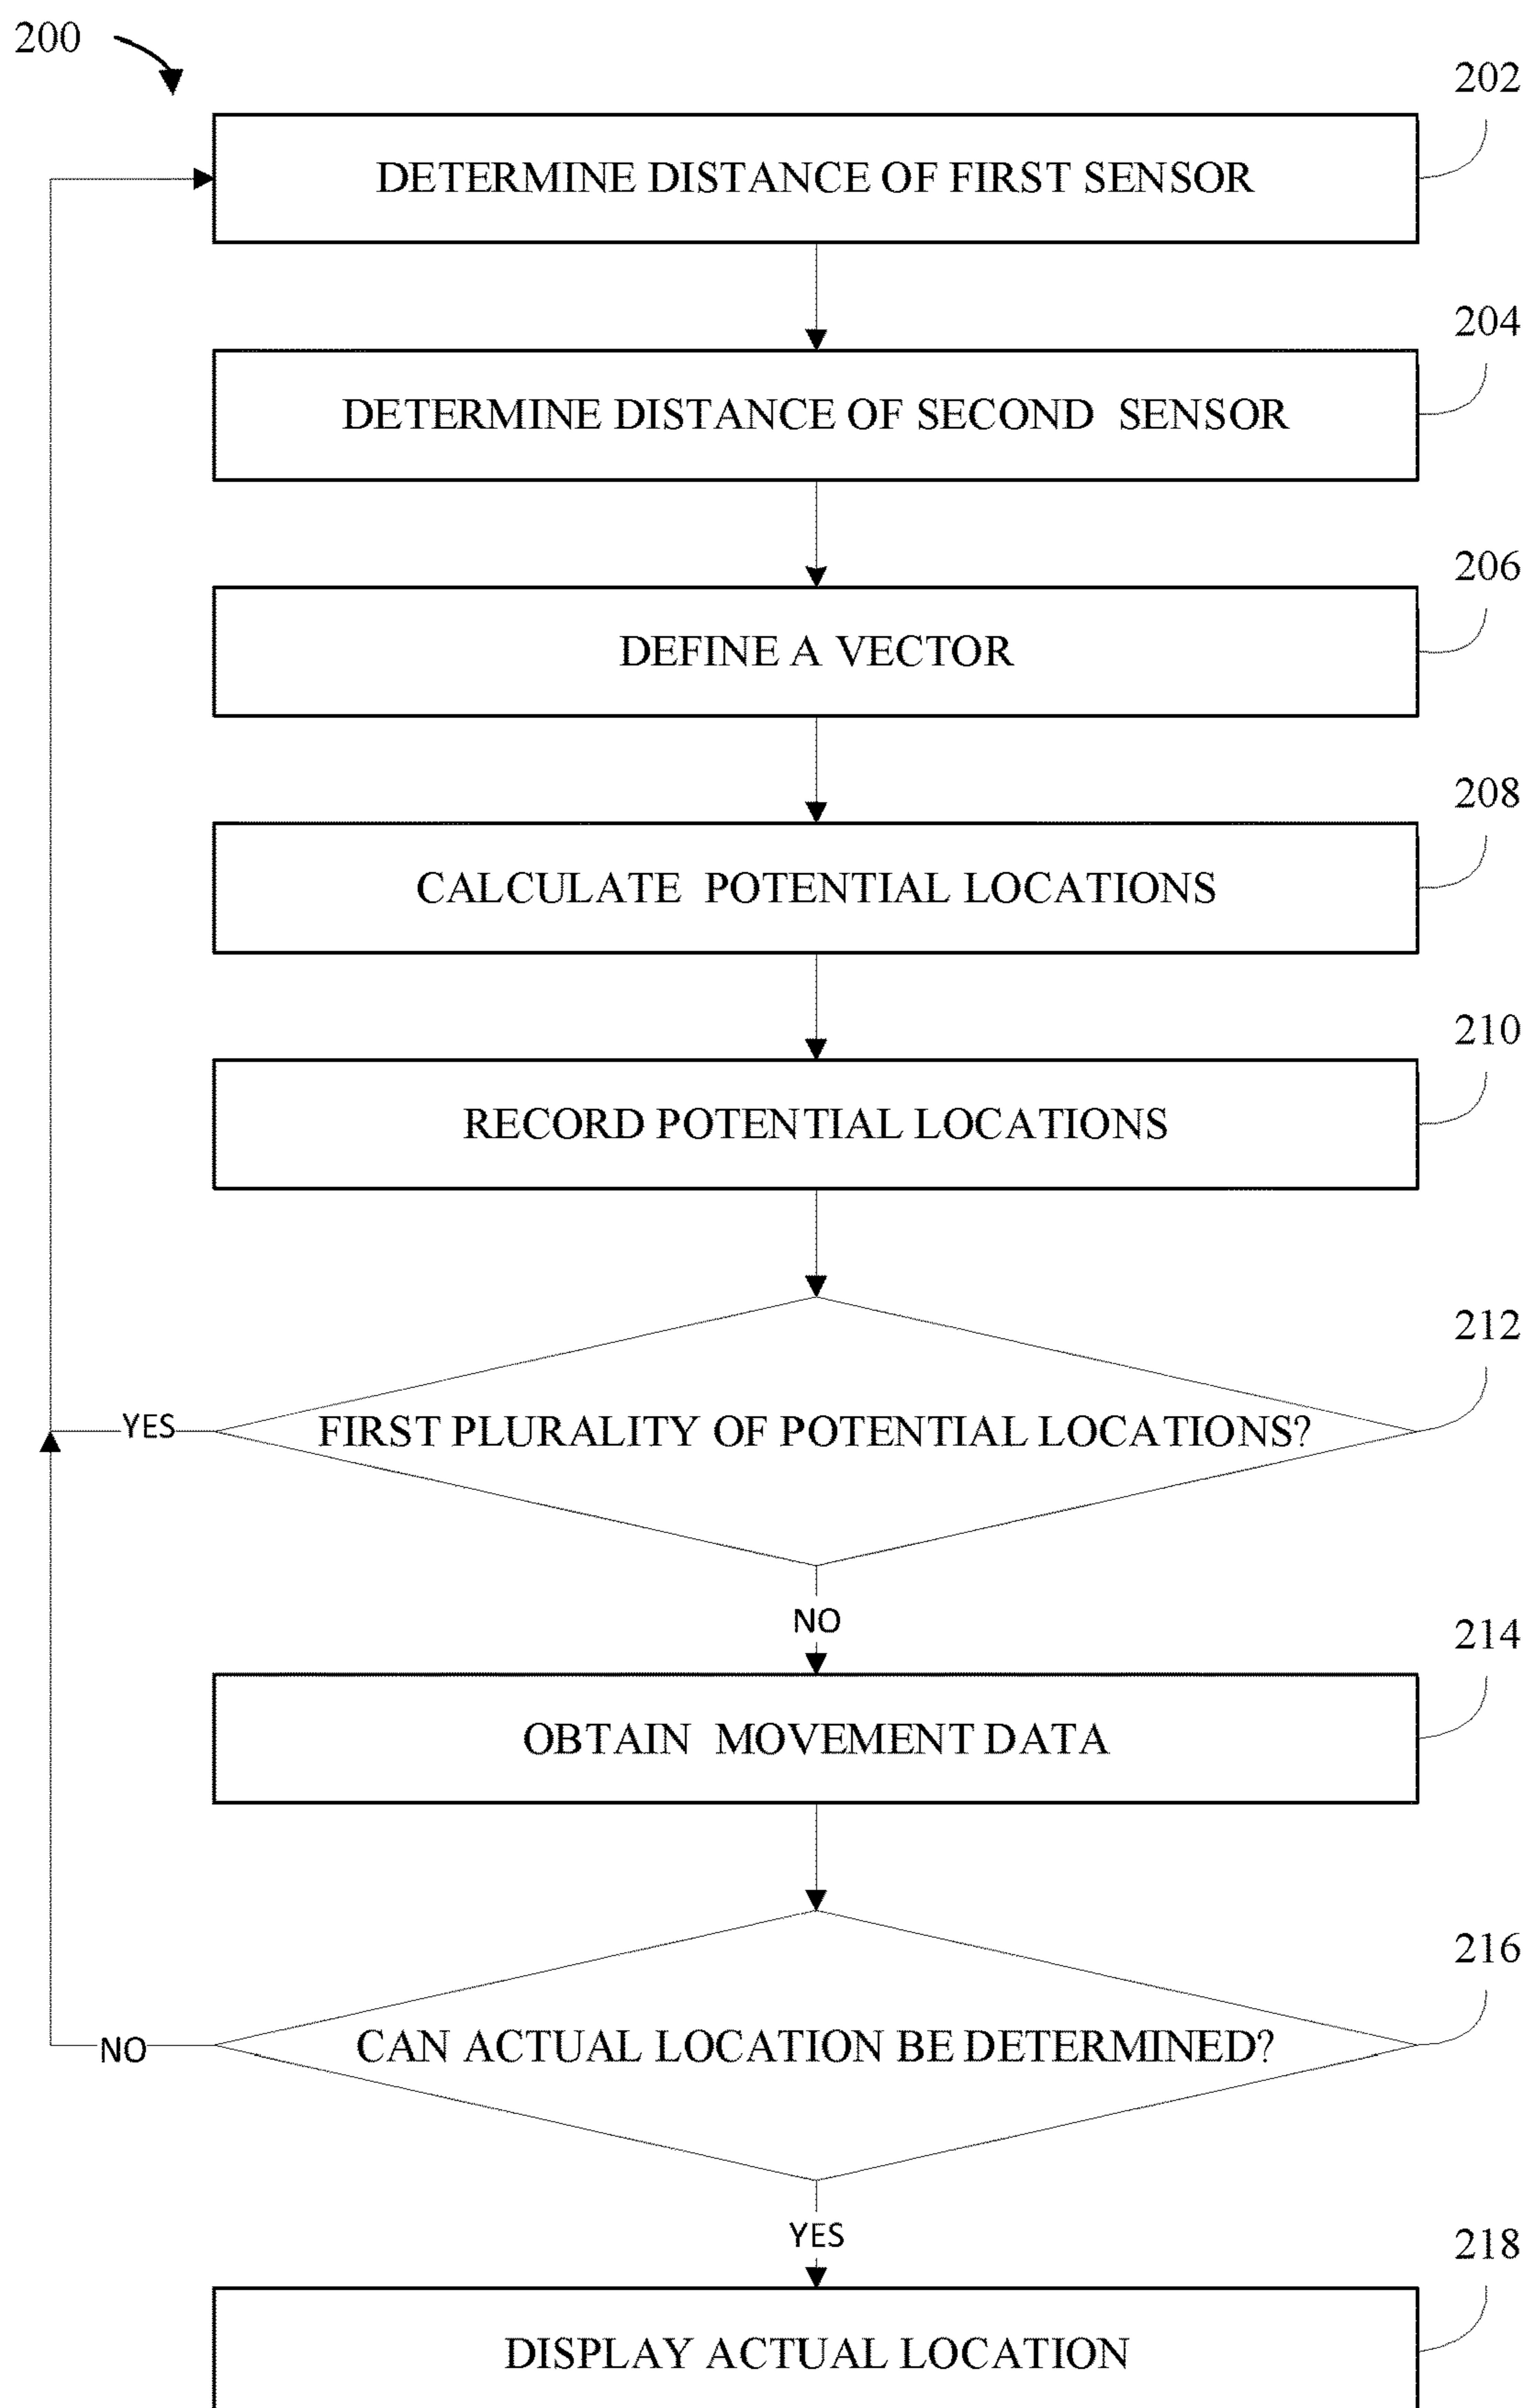 200
202
DETERMINE DISTANCE OF FIRST SENSOR
204
DETERMINE DISTANCE OF SECOND SENSOR
206
DEFINE A VECTOR
208
CALCULATE POTENTIAL LOCATIONS
210
RECORD POTENTIAL LOCATIONS
212
YES
FIRST PLURALITY OF POTENTIAL LOCATIONS?
NO
214
OBTAIN MOVEMENT DATA
216
NO
CAN ACTUAL LOCATION BE DETERMINED?
YES
218
DISPLAY ACTUAL LOCATION